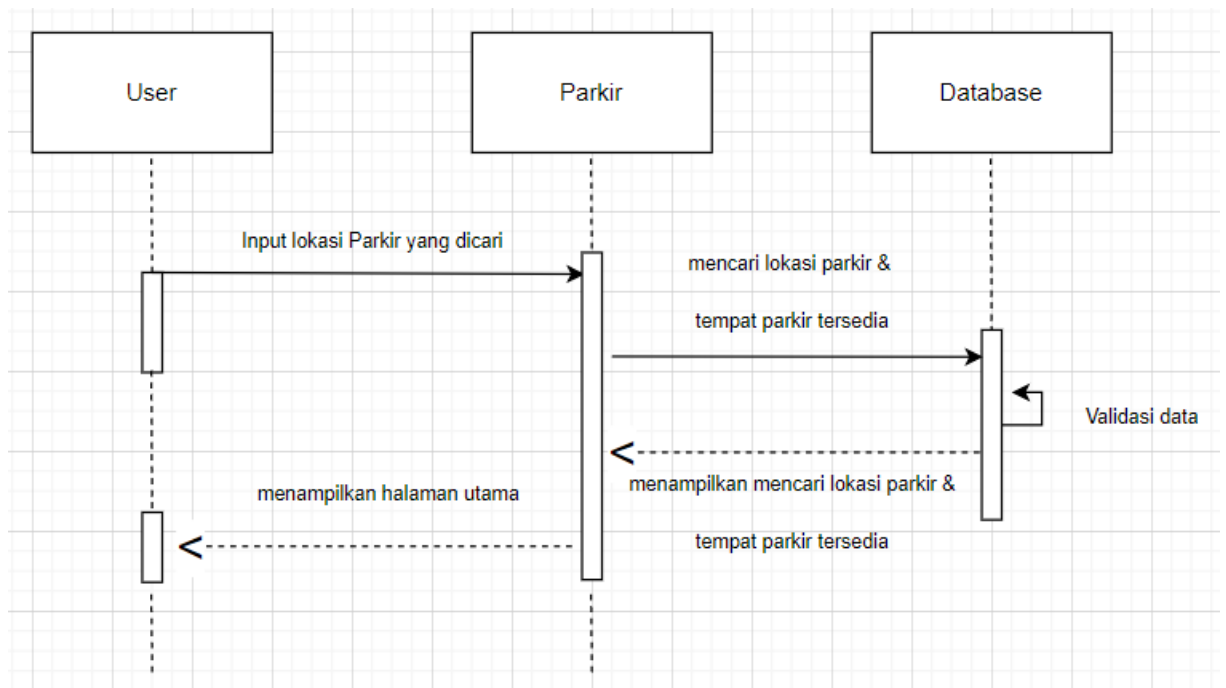 User
Parkir
Database
Input lokasi Parkir yang dicari
mencari lokasi parkir &
tempat parkir tersedia
Validasi data
menampilkan mencari lokasi parkir &
tempat parkir tersedia
menampilkan halaman utama